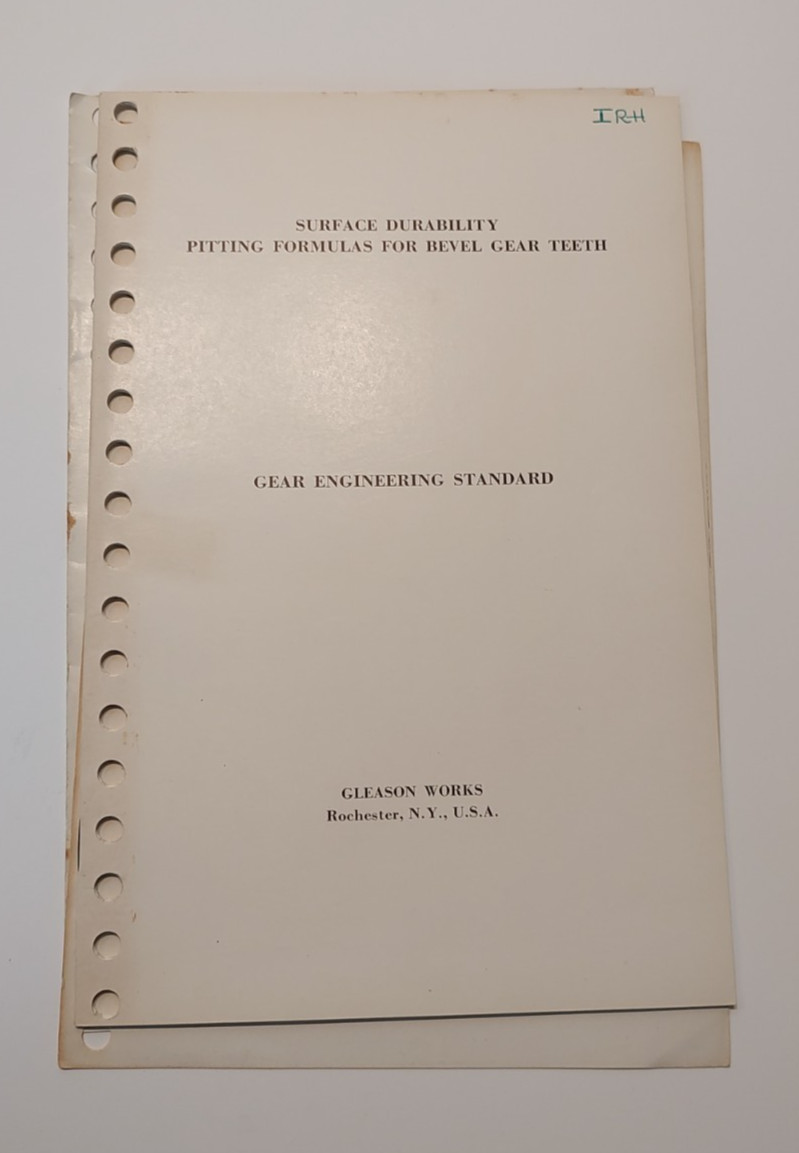 IRH
SURFACE DURABILITY
PITTING FORMULAS FOR BEVEL GEAR TEETH
GEAR ENGINEERING STANDARD
GLEASON WORKS
Rochester, N.Y., U.S.A.